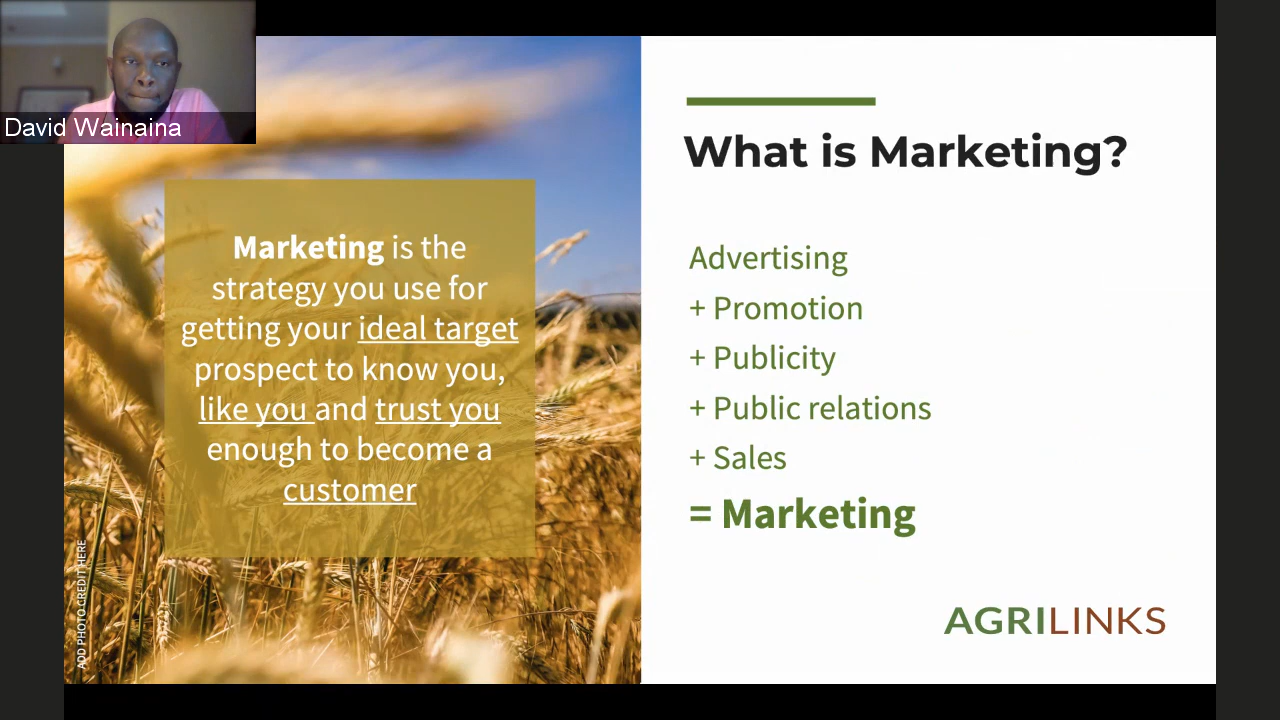 David Wainaina
Marketing is the
strategy you use for
getting your ideal target
prospect to know you,
like you and trust you
enough to become a
customer
ADD PHOTO CREDIT HERE
What is Marketing?
Advertising
+ Promotion
+ Publicity
+ Public relations
+ Sales
= Marketing
AGRILINKS